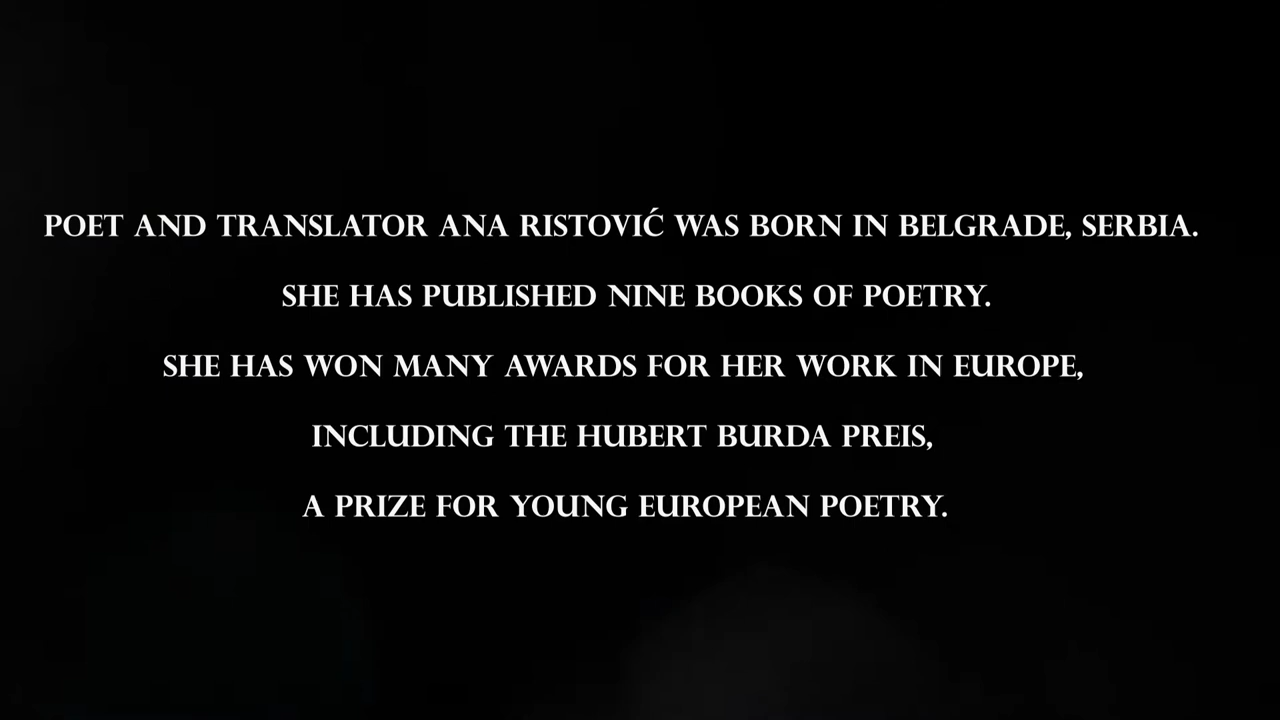 POET AND TRANSLATOR ANA RISTOVIĆ WAS BORN IN BELGRADE, SERBIA.
SHE HAS PUBLISHED NINE BOOKS OF POETRY.
SHE HAS WON MANY AWARDS FOR HER WORK IN EUROPE,
INCLUDING THE HUBERT BURDA PREIS,
A PRIZE FOR YOUNG EUROPEAN POETRY.